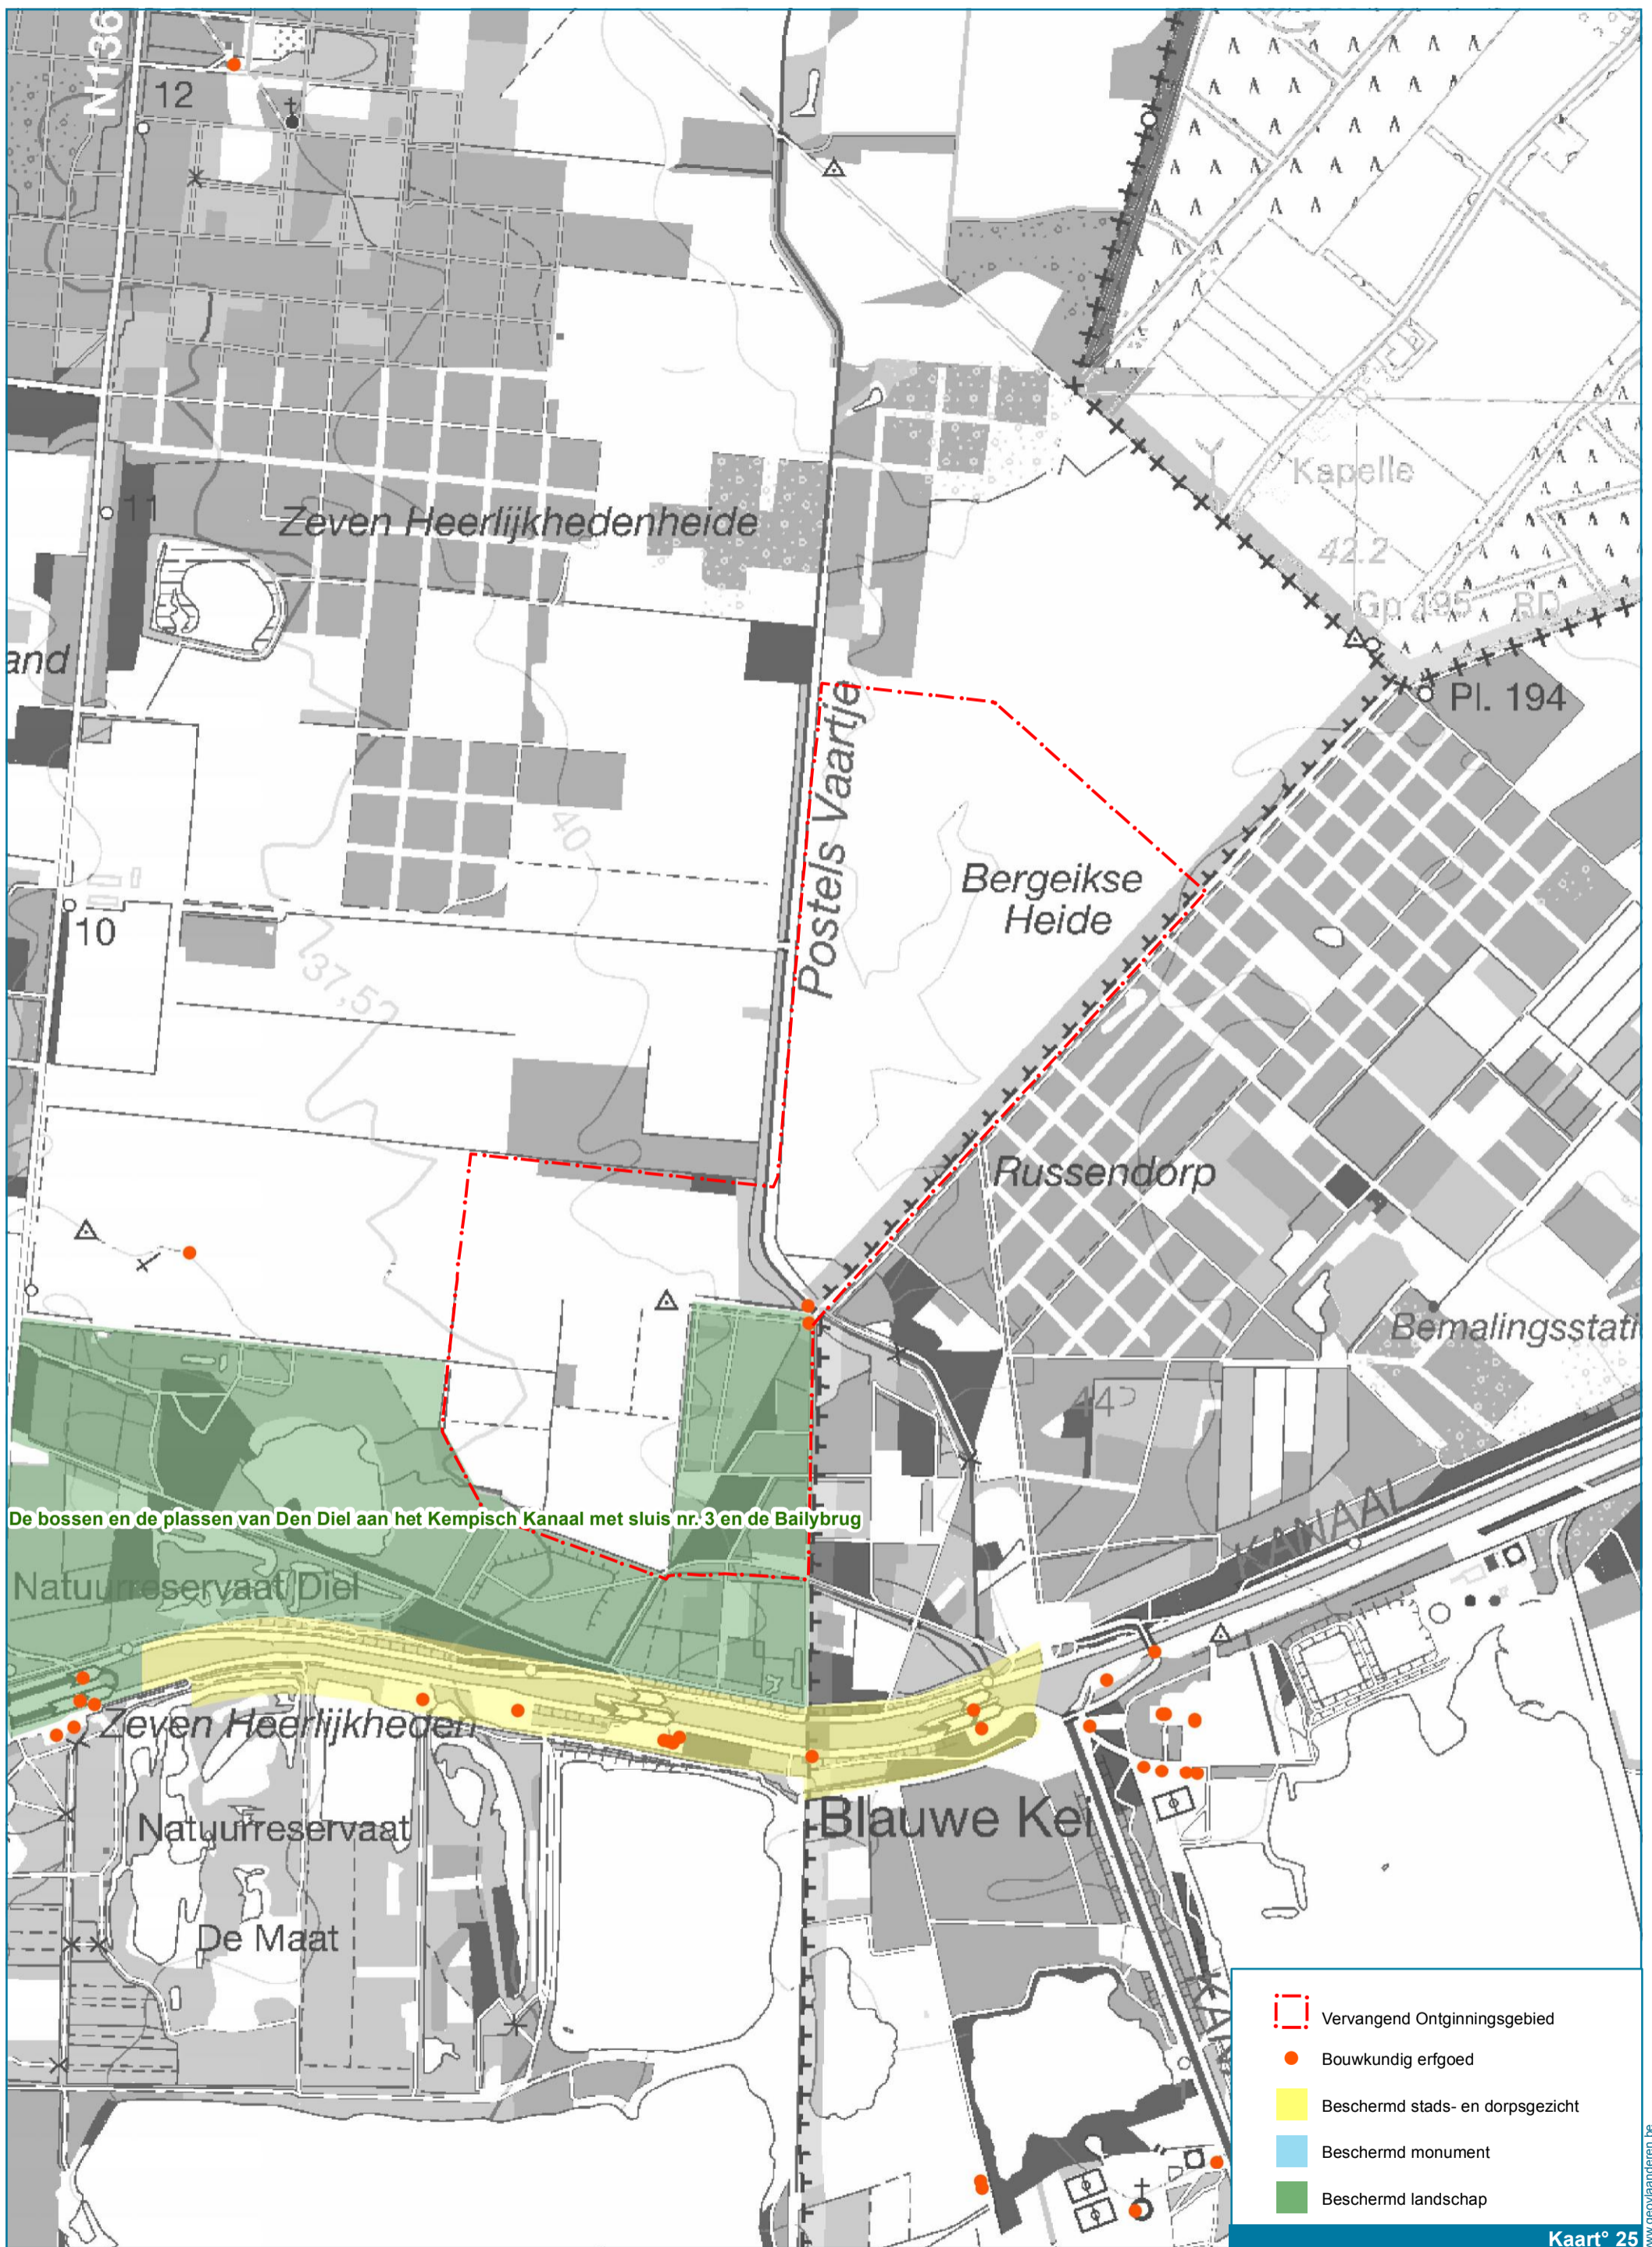 N136
12
Zeven Heerlijkhedenheide
11
Kapelle
42.2
Gp 195 BD
Pl. 194
and
Postels Vaartje
40
Bergeikse
Heide
10
37,52
Russendorp
Bemalingsstati
44
De bossen en de plassen van Den Diel aan het Kempisch Kanaal met sluis nr. 3 en de Bailybrug
KANAAL
Natuurreservaat Diel
Zeven Heerlijkheden
Blauwe Kei
Natuurreservaat
De Maat
Vervangend Ontginningsgebied
Bouwkundig erfgoed
Beschermd stads- en dorpsgezicht
Beschermd monument
Beschermd landschap
Kaart° 25